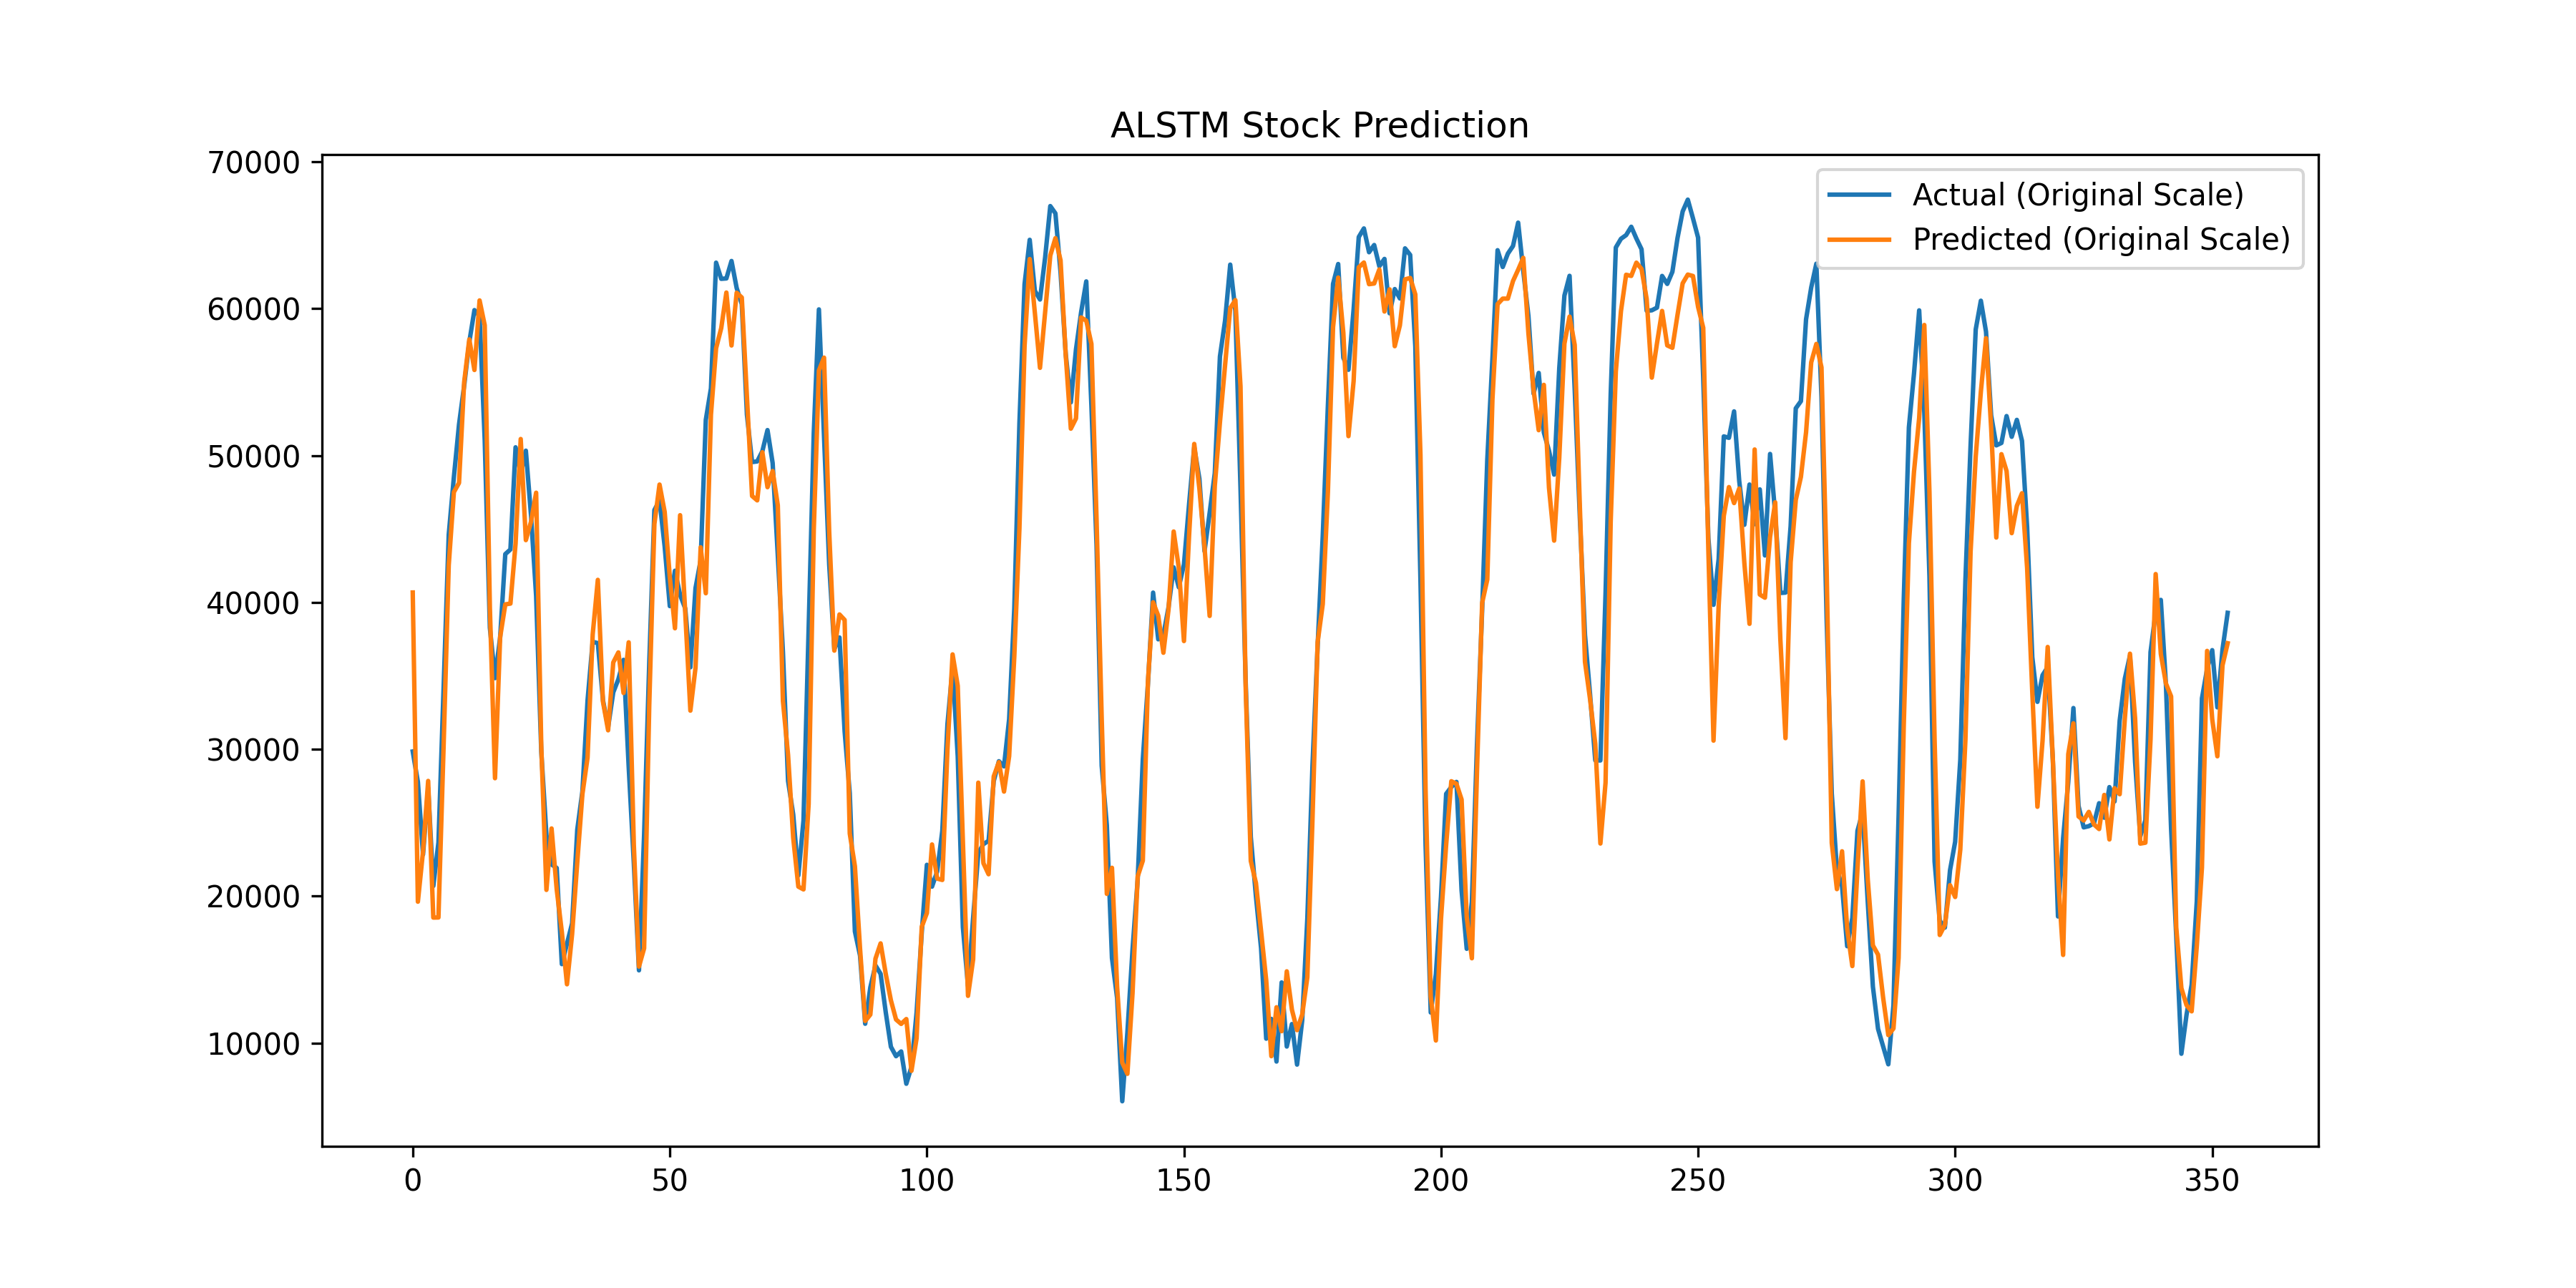 ALSTM Stock Prediction
70000
60000
50000
40000
30000
20000
10000
Actual (Original Scale)
Predicted (Original Scale)
0 50 100 150 200 250 300 350